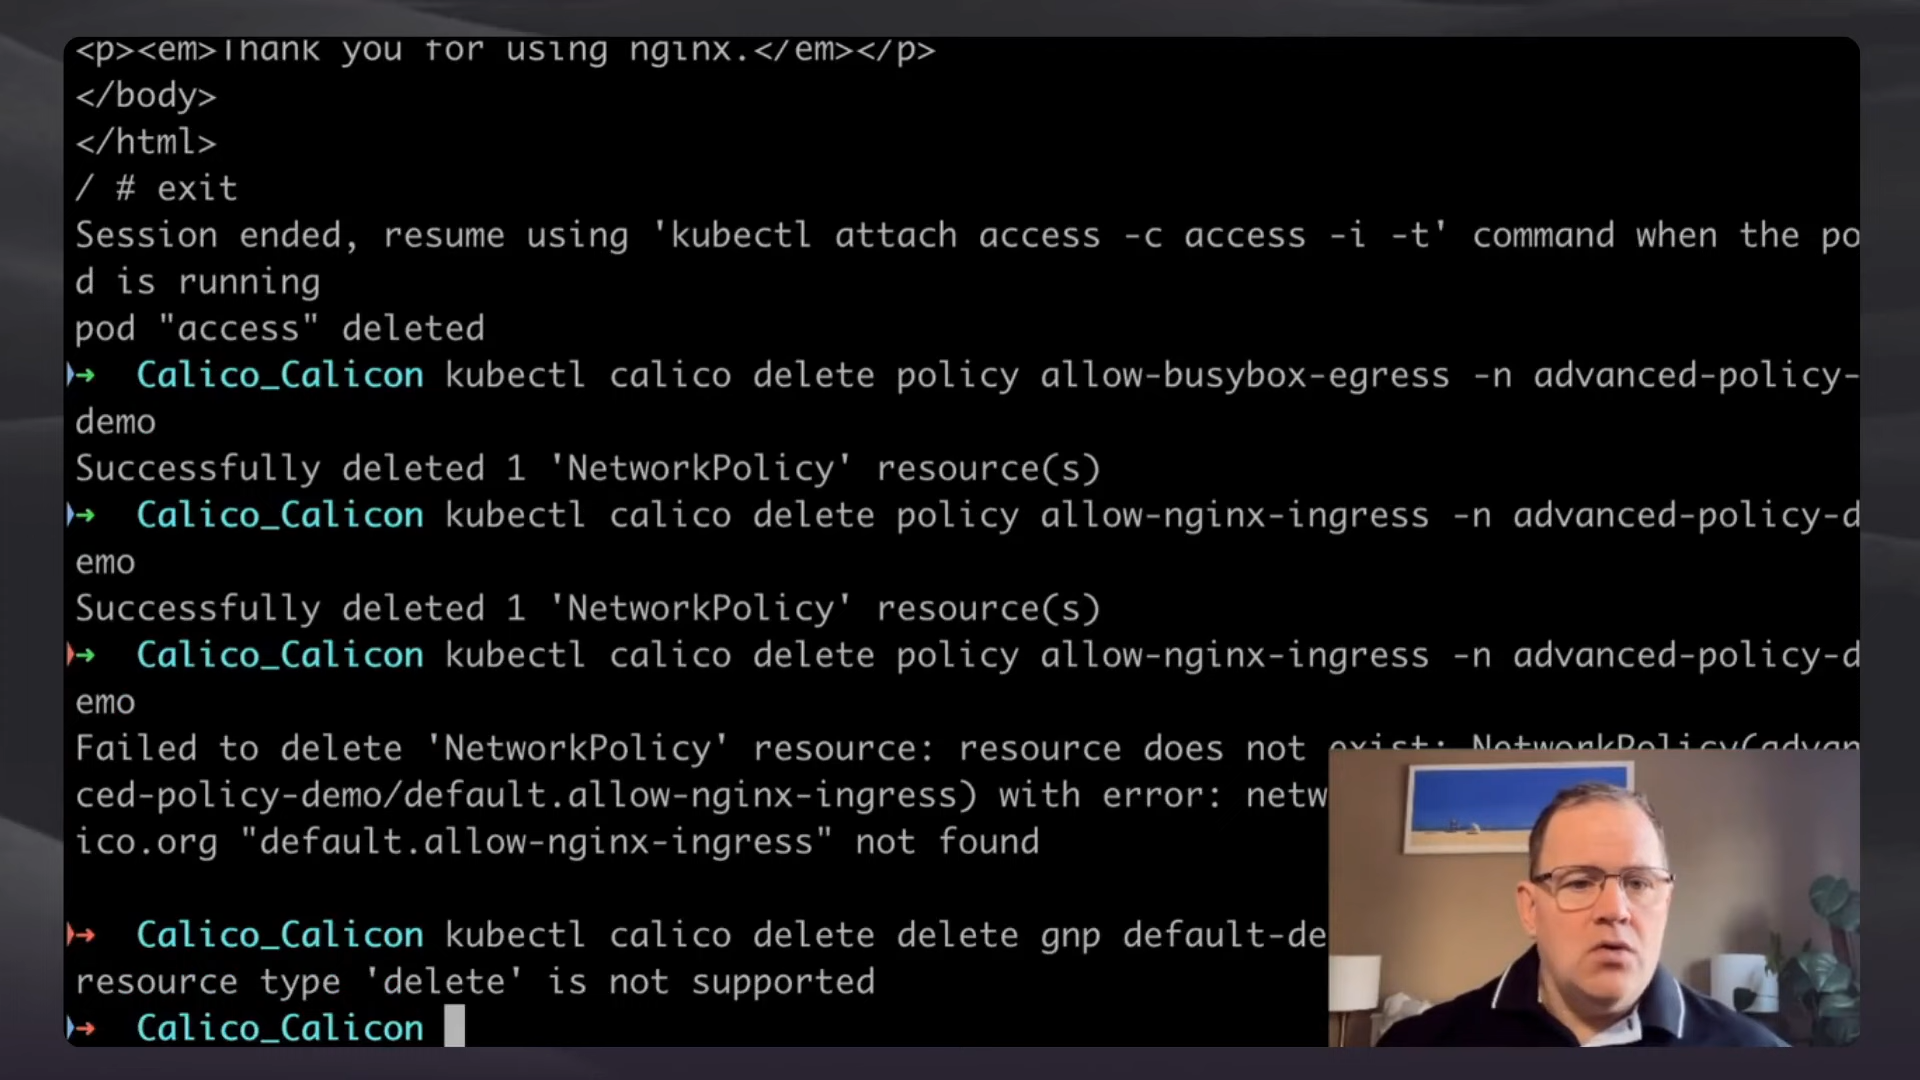 <p><em>Thank you for using nginx.</em></p>
</body>
</html>
/ # exit
Session ended, resume using 'kubectl attach access -c access -i -t' command when the po
d is running
pod "access" deleted
→ Calico_Calicon kubectl calico delete policy allow-busybox-egress -n advanced-policy-
demo
Successfully deleted 1 'NetworkPolicy' resource(s)
→ Calico_Calicon kubectl calico delete policy allow-nginx-ingress -n advanced-policy-d
emo
Successfully deleted 1 'NetworkPolicy' resource(s)
→ Calico_Calicon kubectl calico delete policy allow-nginx-ingress -n advanced-policy-d
emo
Failed to delete 'NetworkPolicy' resource: resource does not exist: NetworkPolicy(advan
ced-policy-demo/default.allow-nginx-ingress) with error: netw
ico.org "default.allow-nginx-ingress" not found
→ Calico_Calicon kubectl calico delete delete gnp default-de
resource type 'delete' is not supported
→ Calico_Calicon